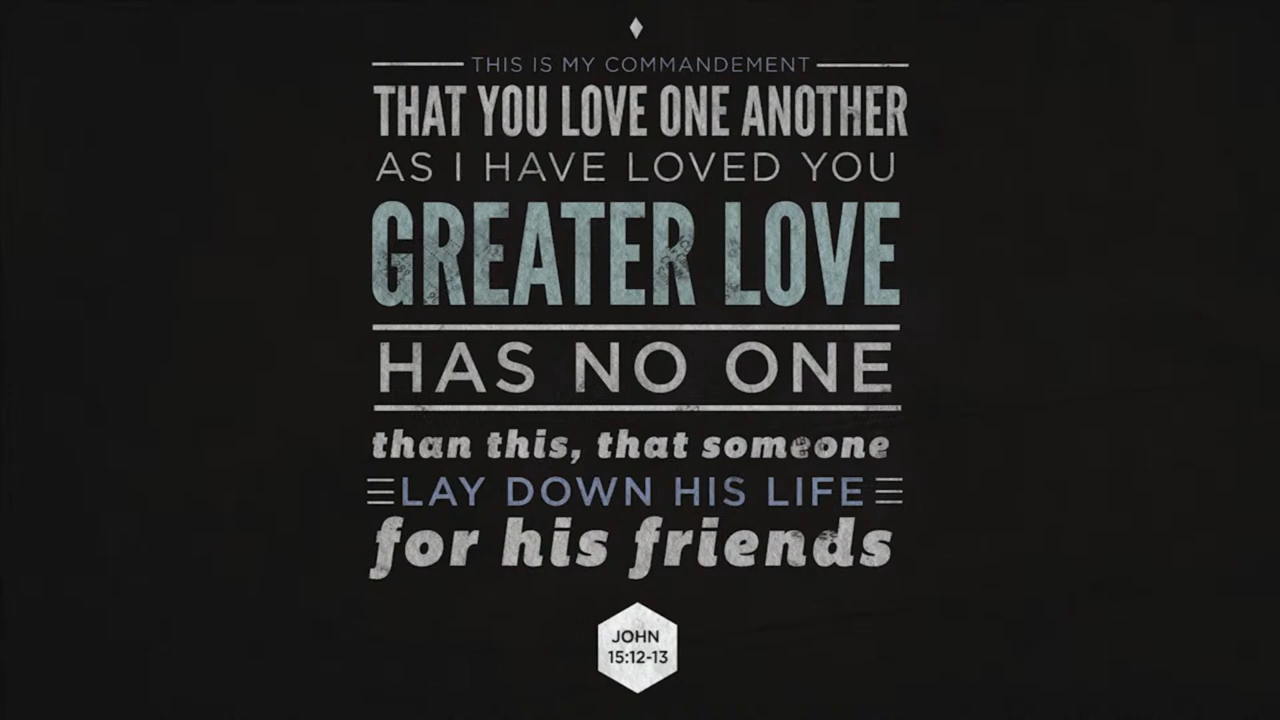 THIS IS MY COMMANDEMENT
THAT YOU LOVE ONE ANOTHER
AS I HAVE LOVED YOU
GREATER LOVE
HAS NO ONE
than this, that someone
LAY DOWN HIS LIFE
for his friends
JOHN
15:12-13